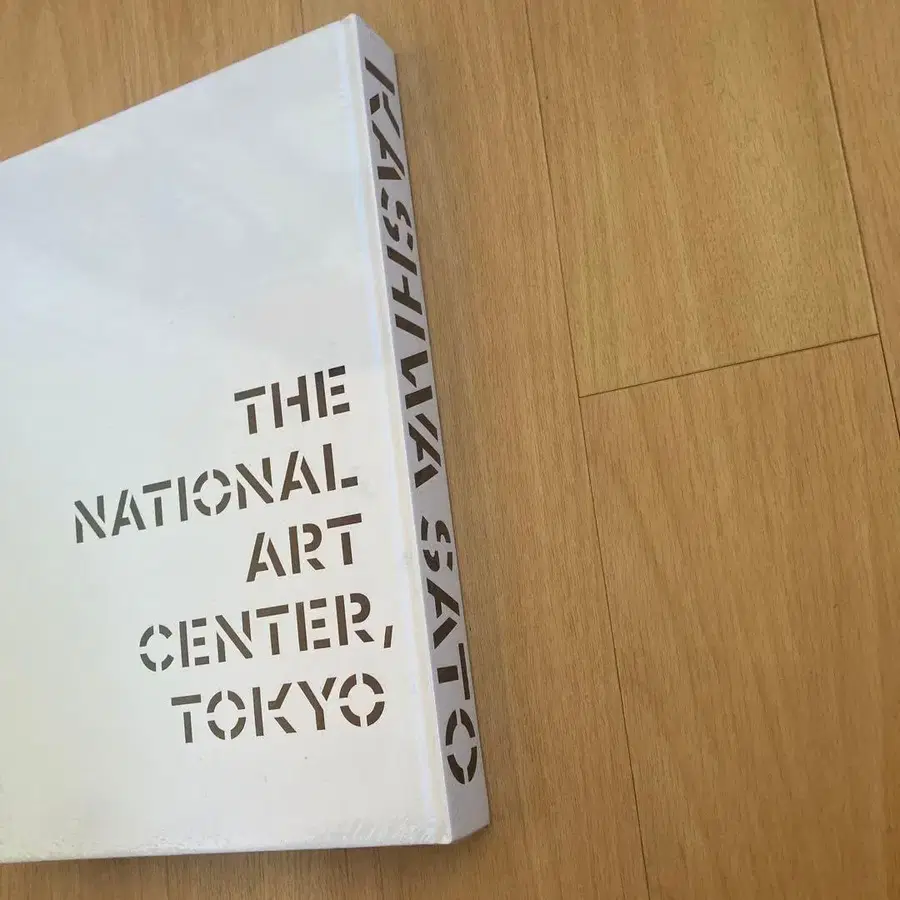 THE
NATIONAL
ART
CENTER,
TOKYO
KASHIWA SATO